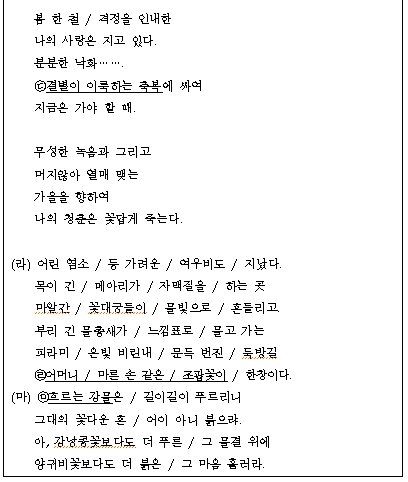 봄 한 철 / 격정을 인내한
나의 사랑은 지고 있다.
분분한 낙화……．
ⓒ결별이 이룩하는 축복에 싸여
지금은 가야 할 때.
무성한 녹음과 그리고
머지않아 열매 맺는
가을을 향하여
나의 청춘은 꽃답게 죽는다.
(라) 어린 염소 / 등 가려운 / 여우비도 / 지났다.
목이 긴 / 메아리가 / 자맥질을 / 하는 곳
마알간 / 꽃대궁들이 / 물빛으로 / 흔들리고
부리 긴 물총새가 / 느낌표로 / 물고 가는
피라미 / 은빛 비린내 / 문득 번진 / 둑방길
ⓓ어머니 / 마른 손 같은 / 조팝꽃이 / 한창이다.
(마) ⓔ흐르는 강물은 / 길이길이 푸르리니
그대의 꽃다운 혼 / 어이 아니 붉으랴.
아, 강낭콩꽃보다도 더 푸른 / 그 물결 위에
양귀비꽃보다도 더 붉은 / 그 마음 흘러라.